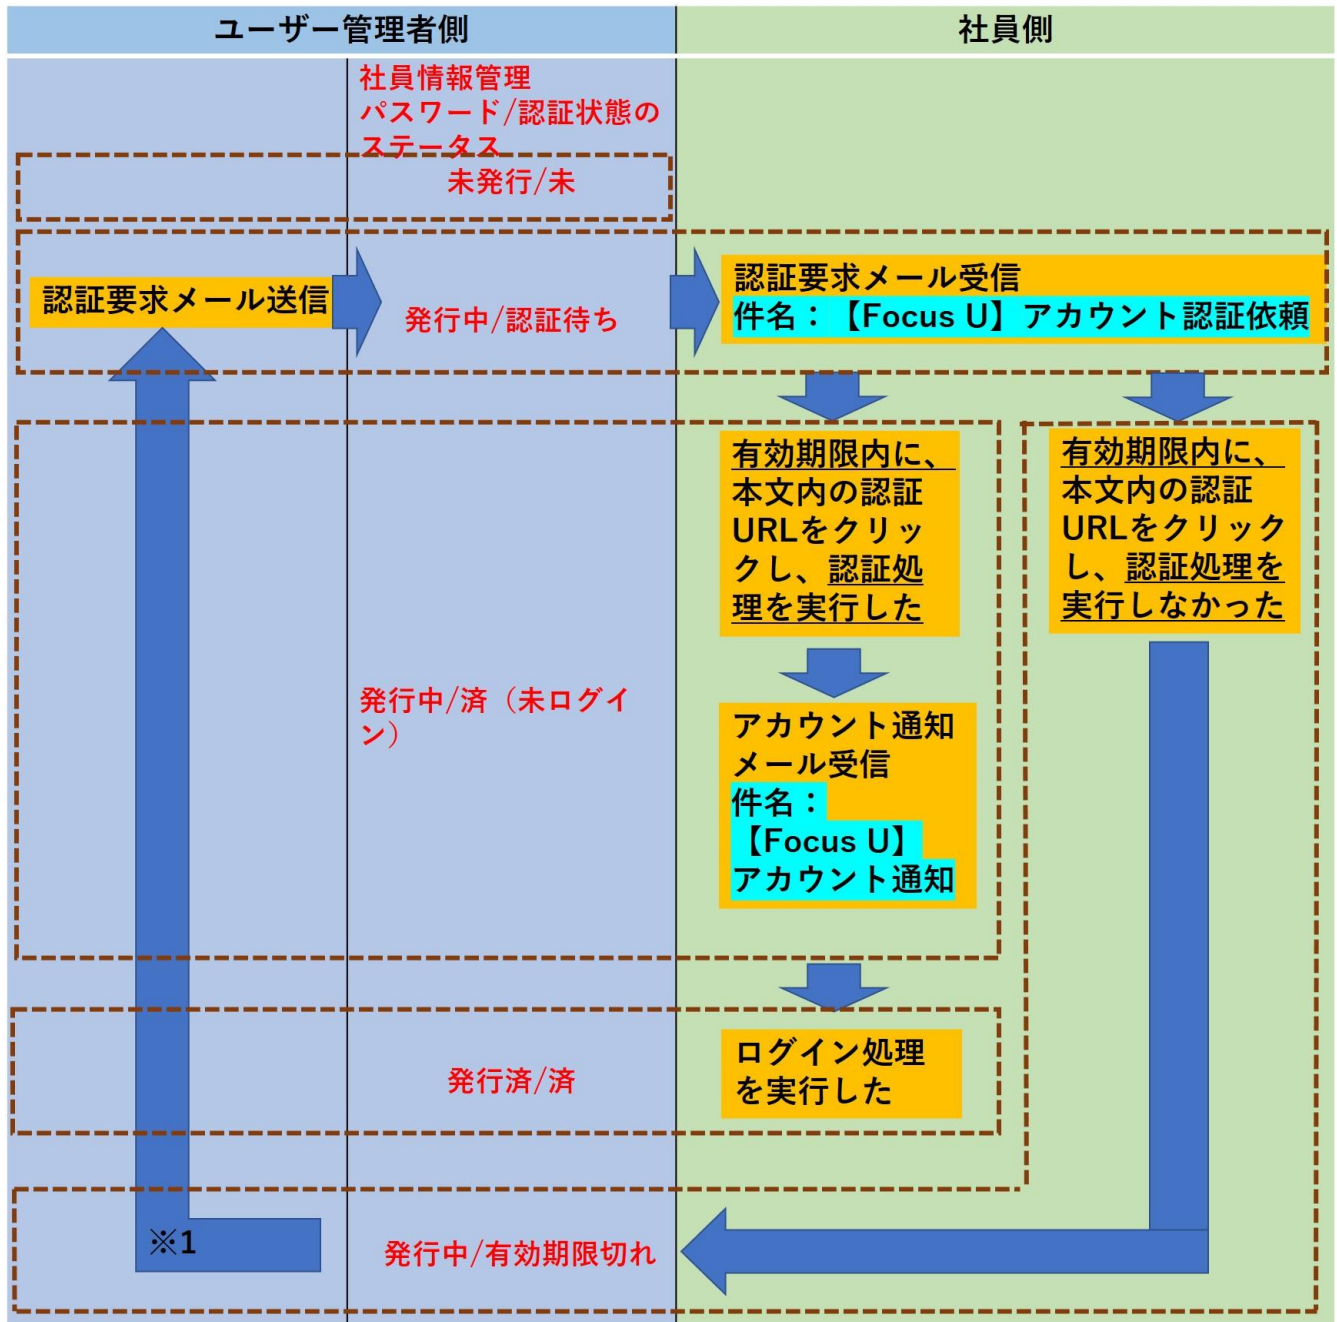 ユーザー管理者側
社員側
社員情報管理
パスワード/認証状態の
ステータス
未発行/未
認証要求メール送信
発行中/認証待ち
認証要求メール受信
件名：【Focus U】アカウント認証依頼
有効期限内に、
本文内の認証
URLをクリッ
クし、認証処
理を実行した
有効期限内に、
本文内の認証
URLをクリック
し、認証処理を
実行しなかった
発行中/済（未ログイ
ン）
アカウント通知
メール受信
件名：
【Focus U】
アカウント通知
発行済/済
ログイン処理
を実行した
※1
発行中/有効期限切れ